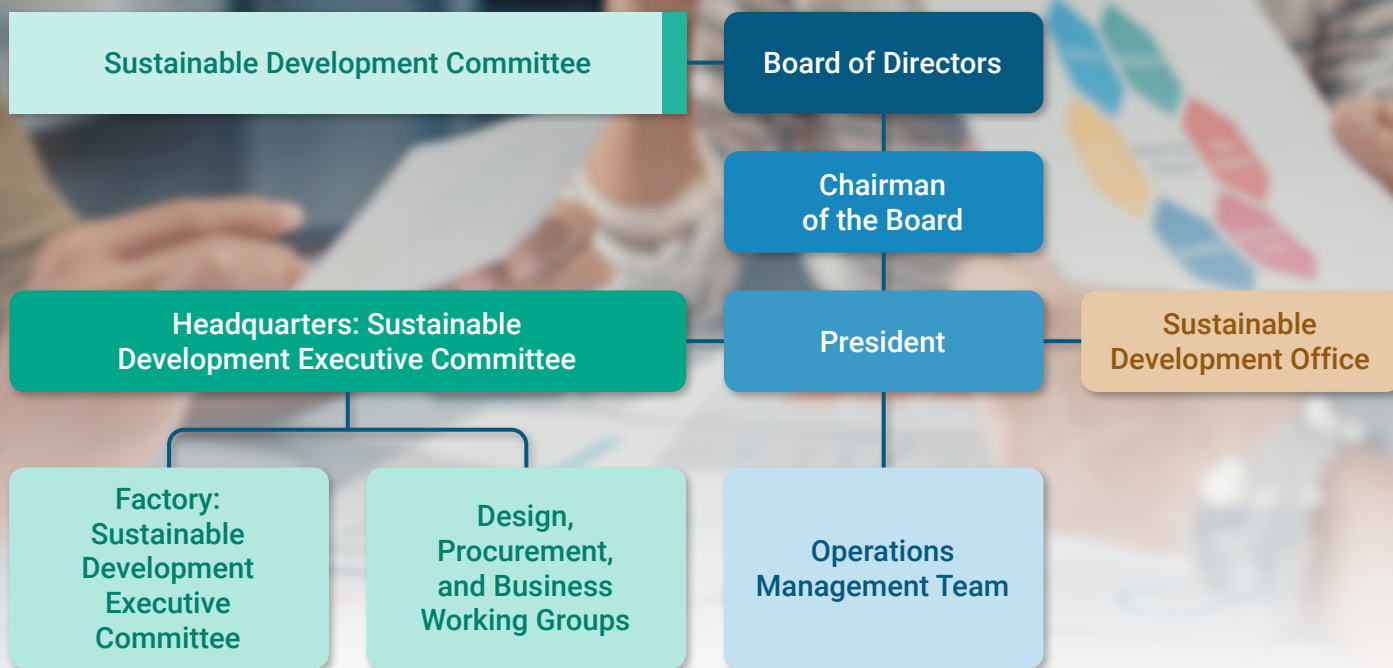 Sustainable Development Committee
Board of Directors
Chairman
of the Board
Headquarters: Sustainable
Development Executive Committee
President
Sustainable
Development Office
Factory:
Sustainable
Development
Executive
Committee
Design,
Procurement,
and Business
Working Groups
Operations
Management Team